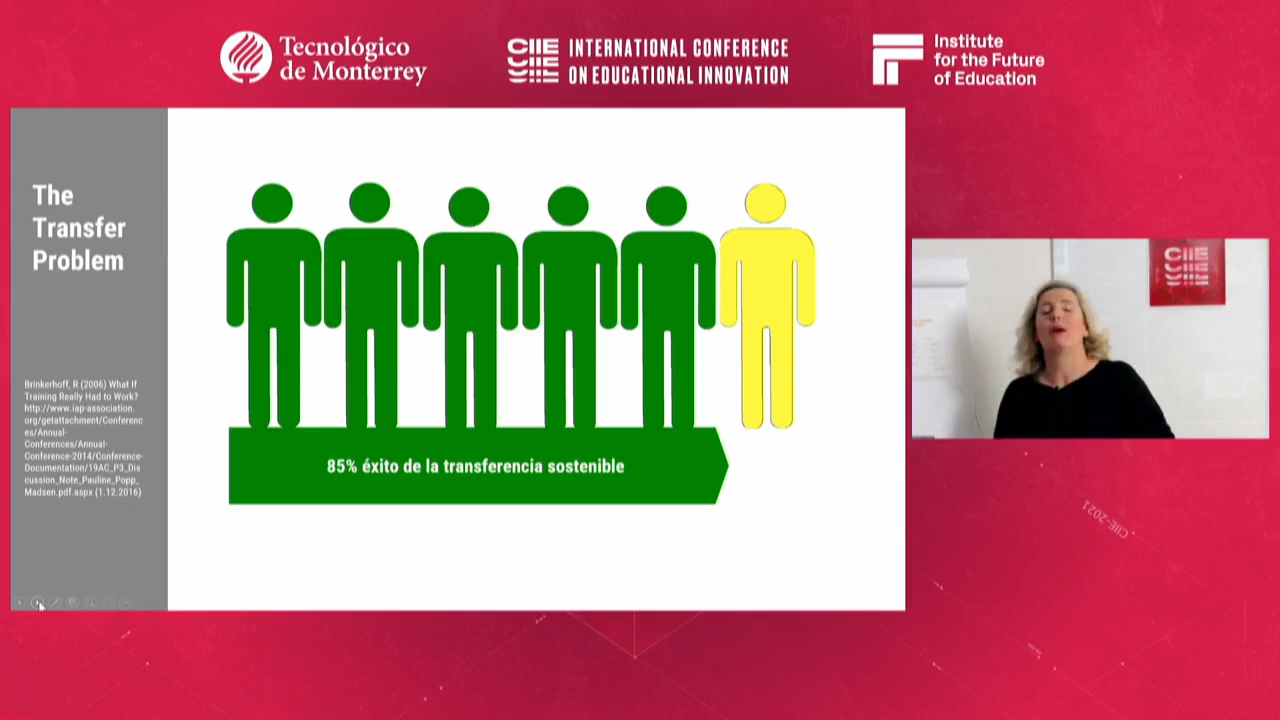 Tecnológico
de Monterrey
CIIE
INTERNATIONAL CONFERENCE
ON EDUCATIONAL INNOVATION
Institute
for the Future
of Education
The
Transfer
Problem
Brinkerhoff, R (2006) What If
Training Really Had to Work?
http://www.iap-association.
org/getattachment/Conferenc
es/Annual-
Conferences/Annual-
Conference-2014/Conference-
Documentation/19AC_P3_Dis
cussion_Note_Pauline_Popp_
Madsen.pdf.aspx (1.12.2016)
85% éxito de la transferencia sostenible
CIIE
CIIE-2021